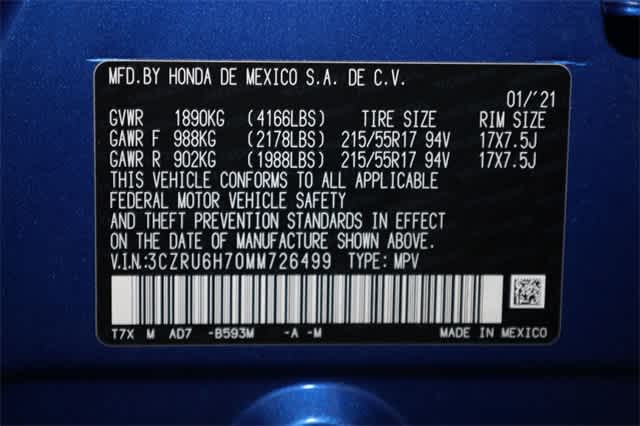 MFD.BY HONDA DE MEXICO S.A. DE C.V.
01/'21
GVWR 1890KG (4166LBS) TIRE SIZE RIM SIZE
GAWR F 988KG (2178LBS) 215/55R17 94V 17X7.5J
GAWR R 902KG (1988LBS) 215/55R17 94V 17X7.5J
THIS VEHICLE CONFORMS TO ALL APPLICABLE
FEDERAL MOTOR VEHICLE SAFETY
AND THEFT PREVENTION STANDARDS IN EFFECT
ON THE DATE OF MANUFACTURE SHOWN ABOVE.
V.I.N:3CZRU6H70MM726499 TYPE: MPV
T7X M AD7 -B593M -A -M MADE IN MEXICO